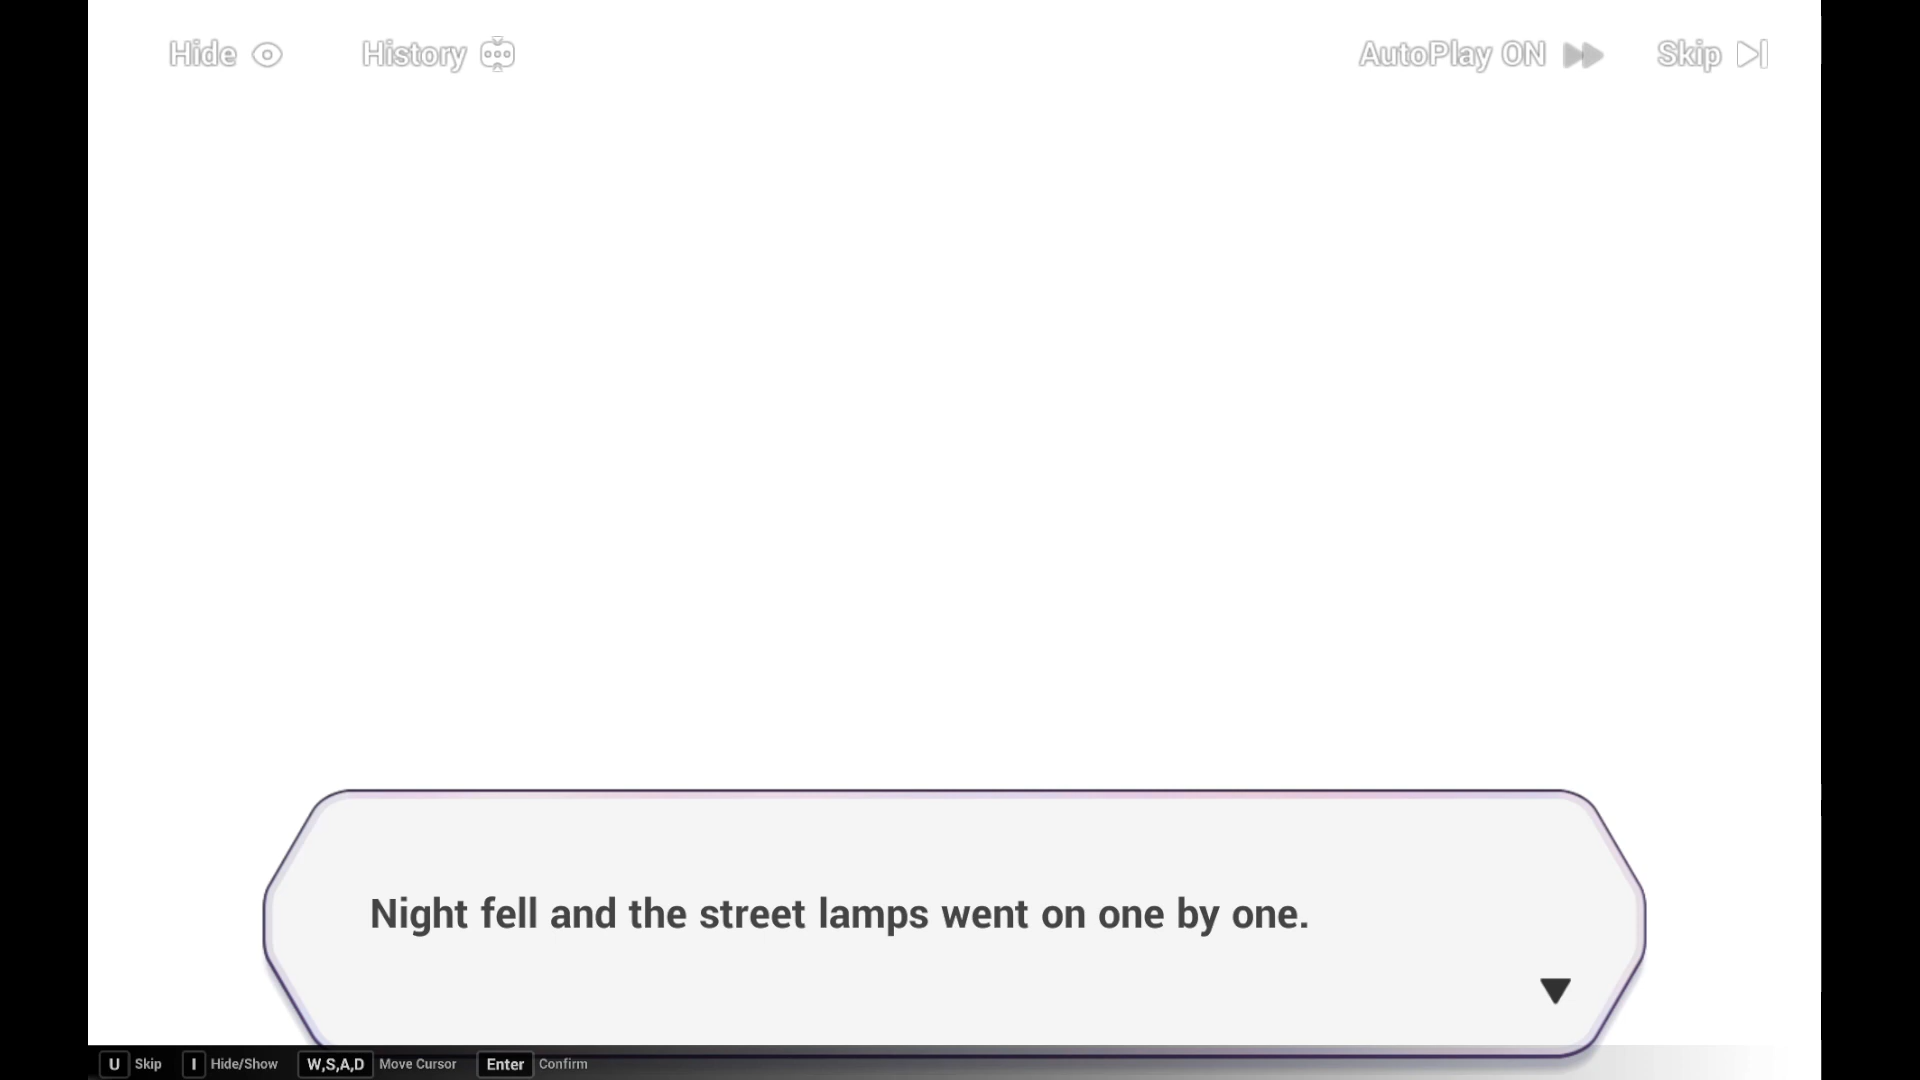 Hide
History
AutoPlay ON
Skip
Night fell and the street lamps went on one by one.
U Skip I Hide/Show W,S,A,D Move Cursor Enter Confirm